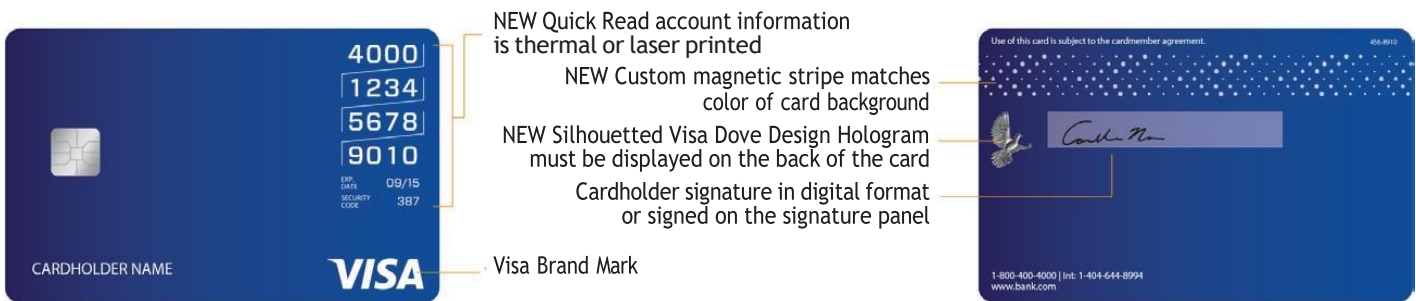 4000
1234
5678
9010
EXP.
DATE 09/15
SECURITY
CODE 387
CARDHOLDER NAME
VISA
NEW Quick Read account information
is thermal or laser printed
NEW Custom magnetic stripe matches
color of card background
NEW Silhouetted Visa Dove Design Hologram
must be displayed on the back of the card
Cardholder signature in digital format
or signed on the signature panel
Visa Brand Mark
Use of this card is subject to the cardmember agreement.
456-8910
1-800-400-4000 | Int: 1-404-644-8994
www.bank.com